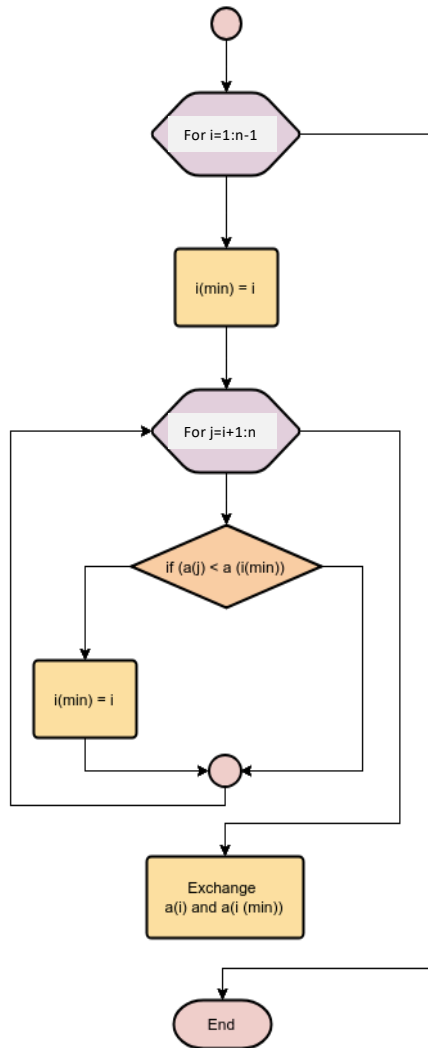 For i=1:n-1
i(min) = i
For j=i+1:n
if (a(j) < a (i(min))
i(min) = i
Exchange
a(i) and a(i (min))
End